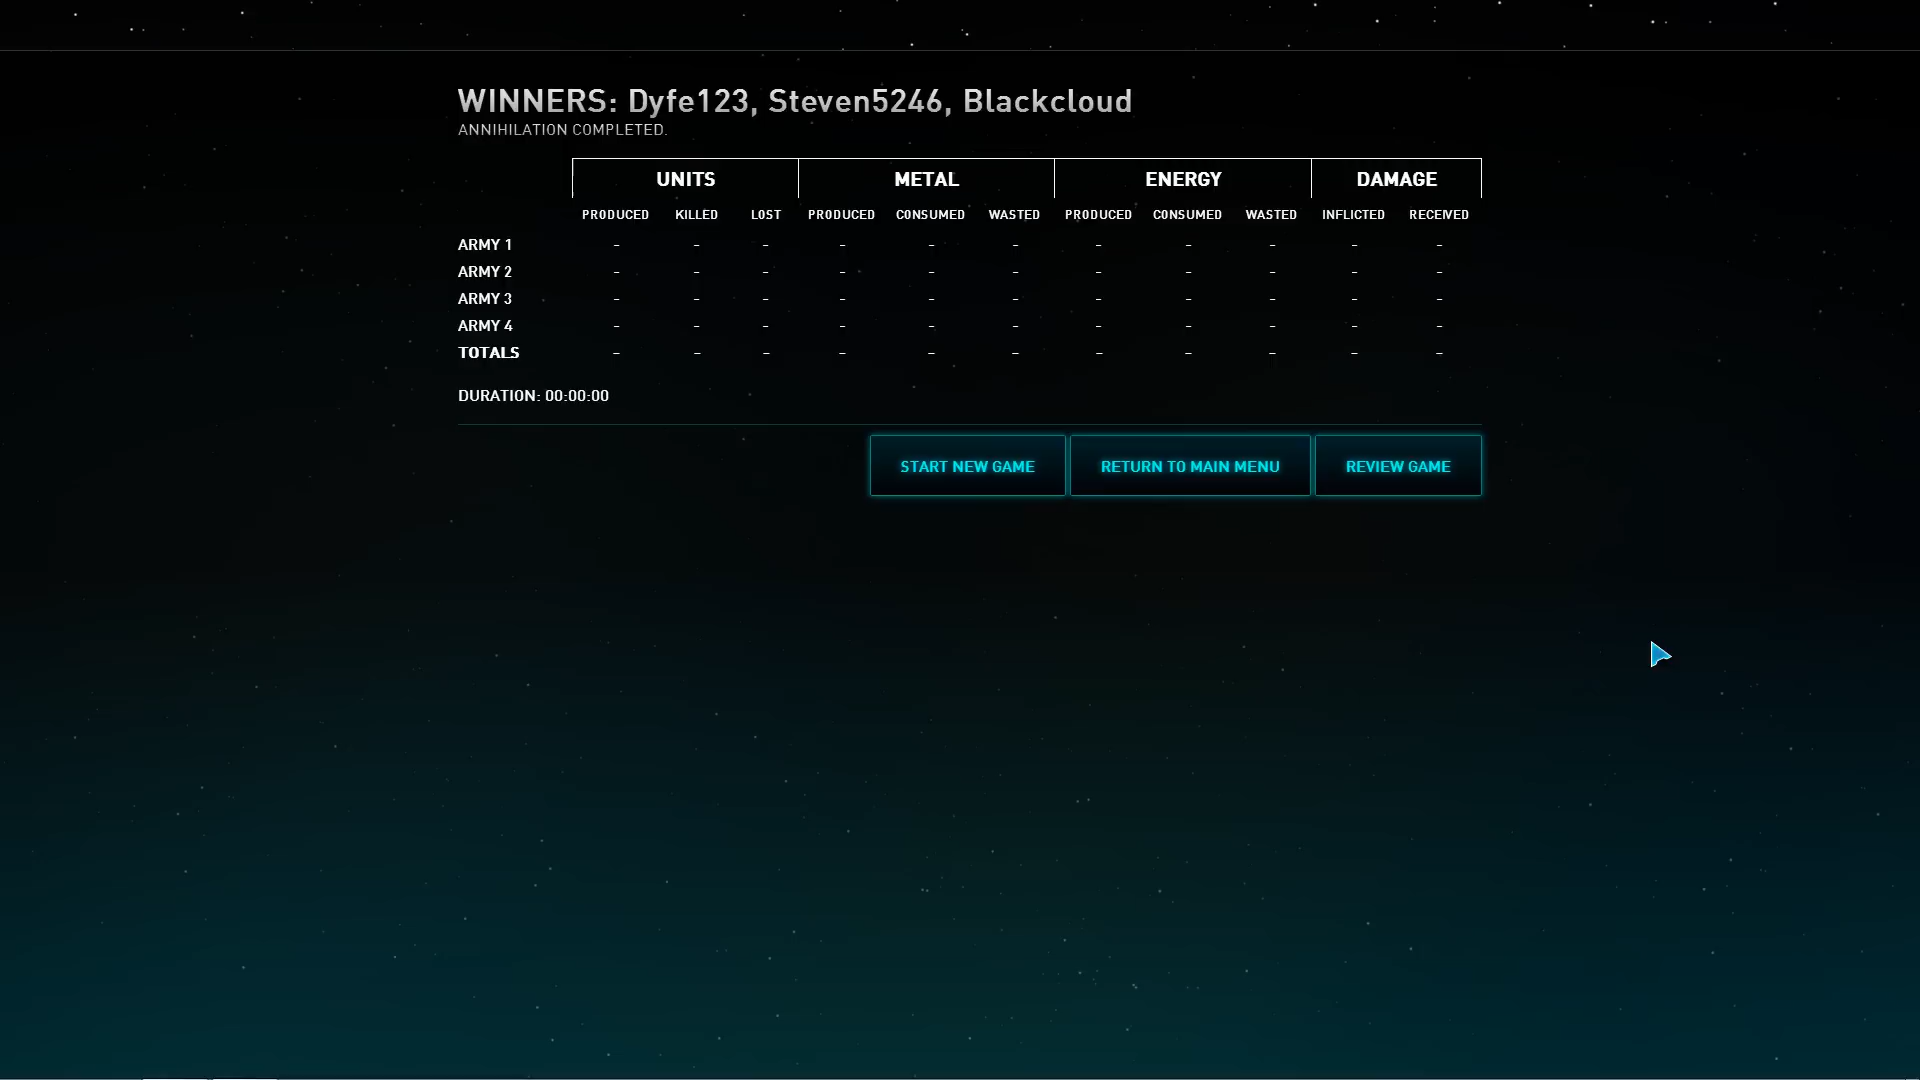 WINNERS: Dyfe123, Steven5246, Blackcloud
ANNIHILATION COMPLETED.
UNITS METAL ENERGY DAMAGE
PRODUCED KILLED LOST PRODUCED CONSUMED WASTED PRODUCED CONSUMED WASTED INFLICTED RECEIVED
ARMY 1 - - - - - - - - - - -
ARMY 2 - - - - - - - - - - -
ARMY 3 - - - - - - - - - - -
ARMY 4 - - - - - - - - - - -
TOTALS - - - - - - - - - - -
DURATION: 00:00:00
START NEW GAME RETURN TO MAIN MENU REVIEW GAME